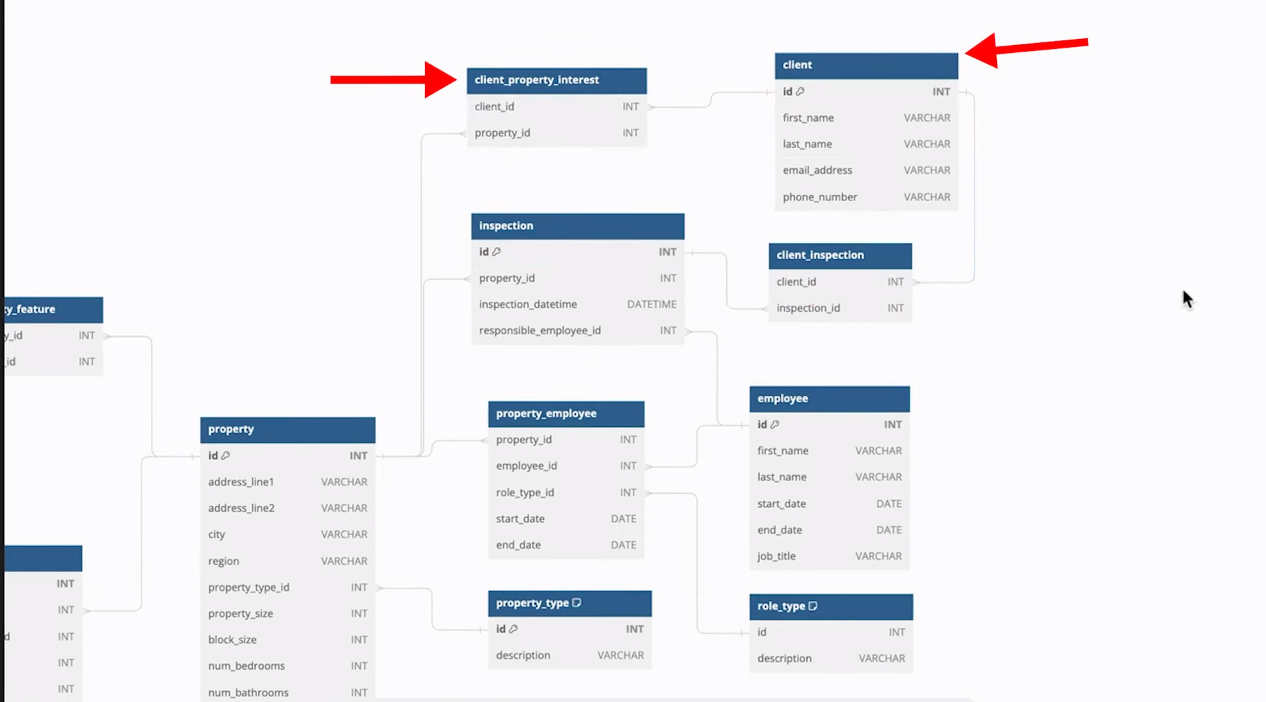 client_property_interest
client_id INT
property_id INT
client
id INT
first_name VARCHAR
last_name VARCHAR
email_address VARCHAR
phone_number VARCHAR
inspection
id INT
property_id INT
inspection_datetime DATETIME
responsible_employee_id INT
client_inspection
client_id INT
inspection_id INT
ty_feature
y_id INT
_id INT
property
id INT
address_line1 VARCHAR
address_line2 VARCHAR
city VARCHAR
region VARCHAR
property_type_id INT
property_size INT
block_size INT
num_bedrooms INT
num_bathrooms INT
property_employee
property_id INT
employee_id INT
role_type_id INT
start_date DATE
end_date DATE
employee
id INT
first_name VARCHAR
last_name VARCHAR
start_date DATE
end_date DATE
job_title VARCHAR
INT
INT
d INT
INT
INT
property_type
id INT
description VARCHAR
role_type
id INT
description VARCHAR